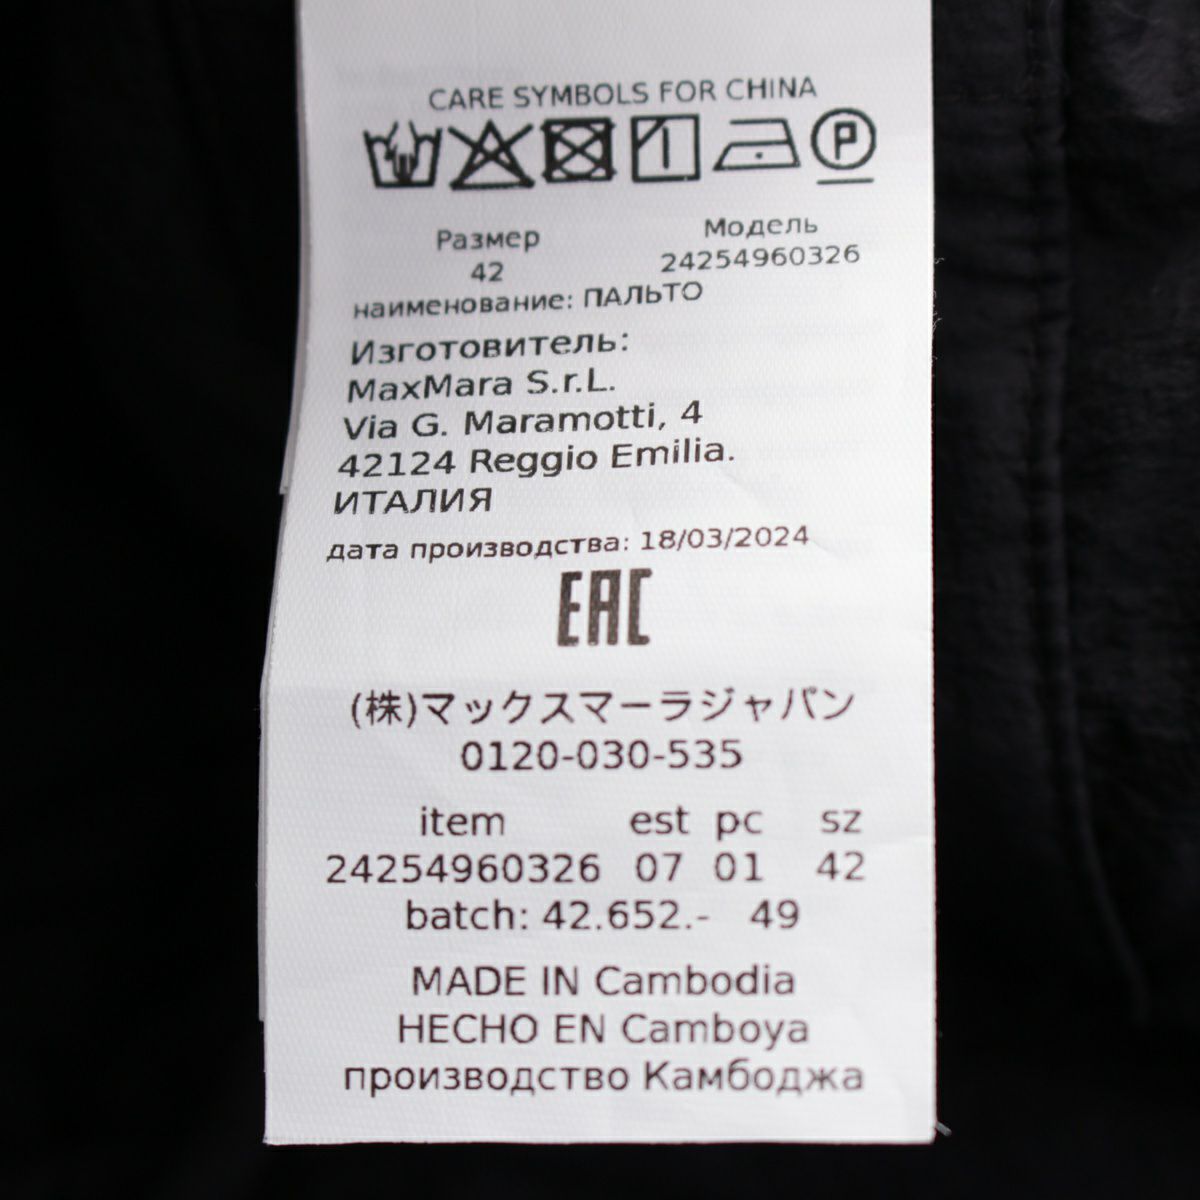 CARE SYMBOLS FOR CHINA
P
Размер Модель
42 24254960326
наименование: ПАЛЬТО
Изготовитель:
MaxMara S.r.L.
Via G. Maramotti, 4
42124 Reggio Emilia.
ИТАЛИЯ
дата производства: 18/03/2024
EAC
(株)マックスマーラジャパン
0120-030-535
item est pc sz
24254960326 07 01 42
batch: 42.652.- 49
MADE IN Cambodia
HECHO EN Camboya
производство Камбоджа